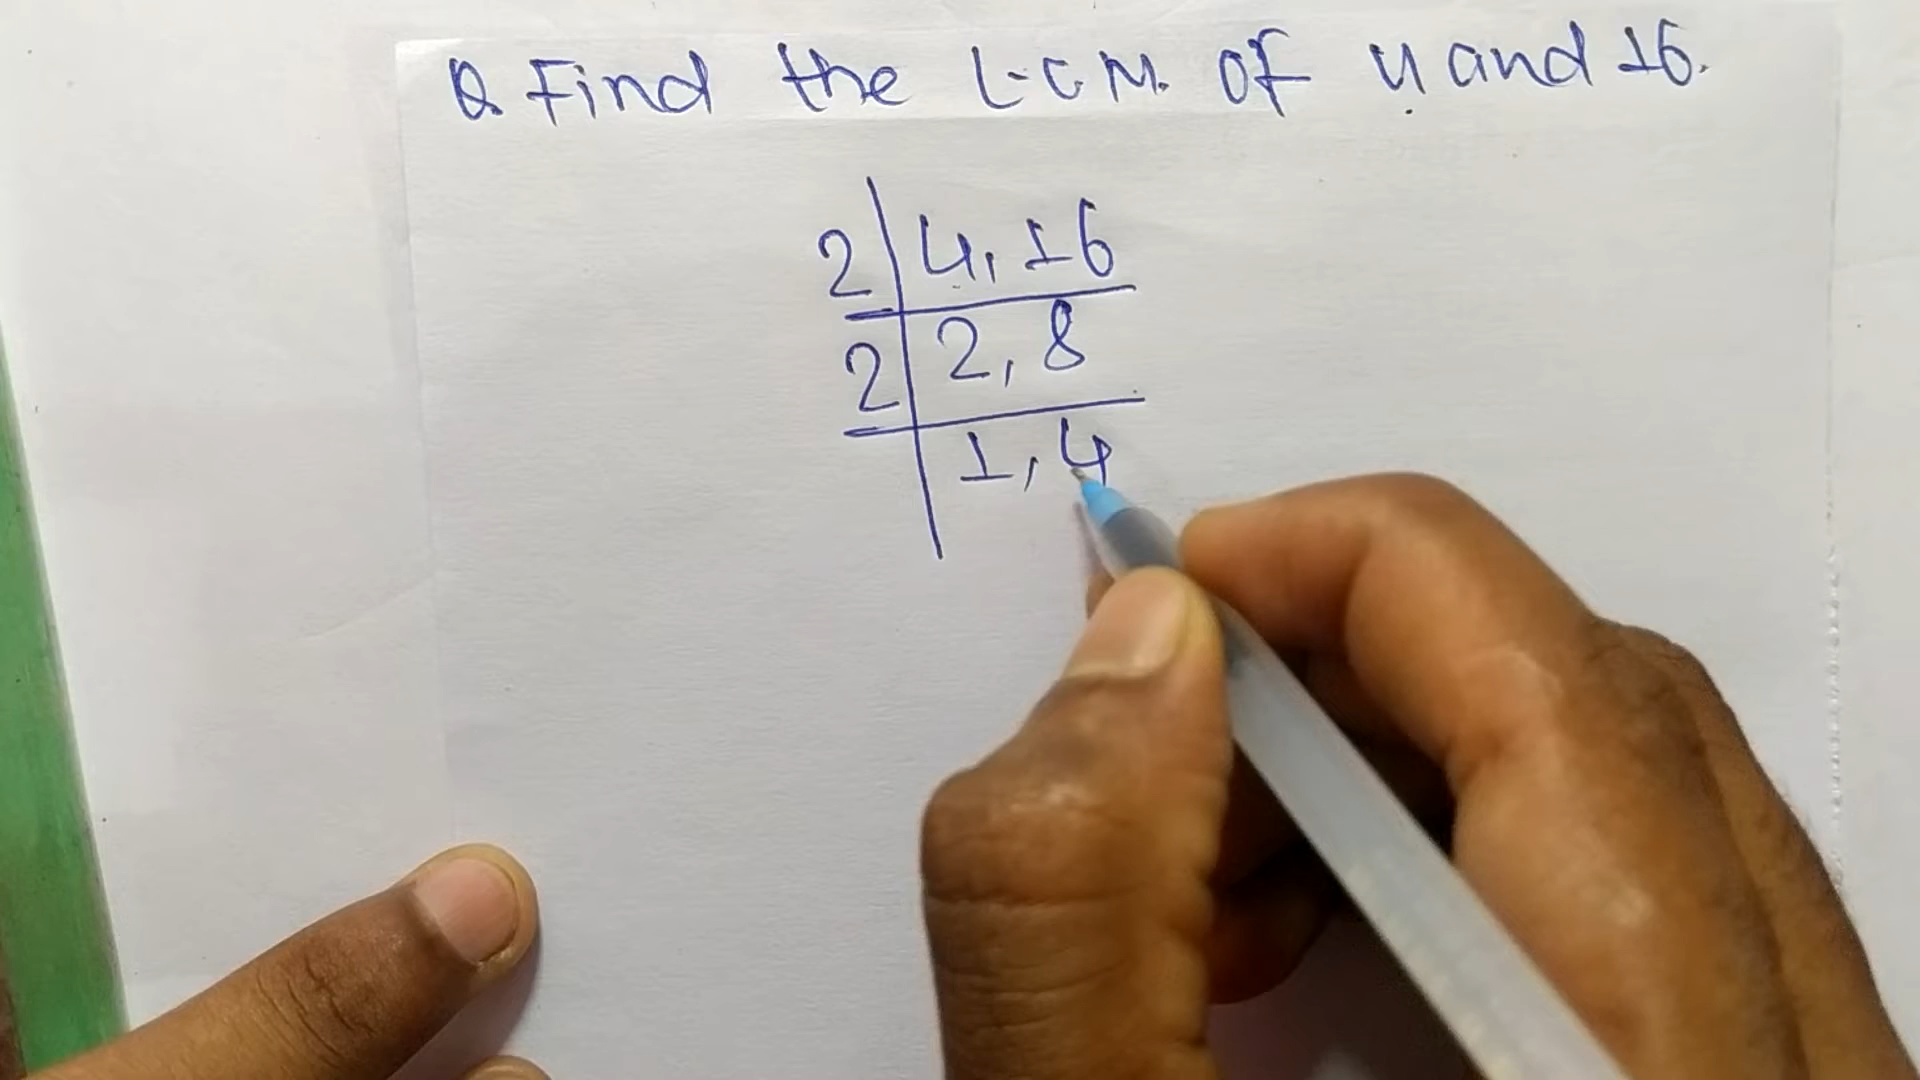 Q. Find the L.C.M. of 4 and 16.
2 | 4, 16
2 | 2, 8
1, 4